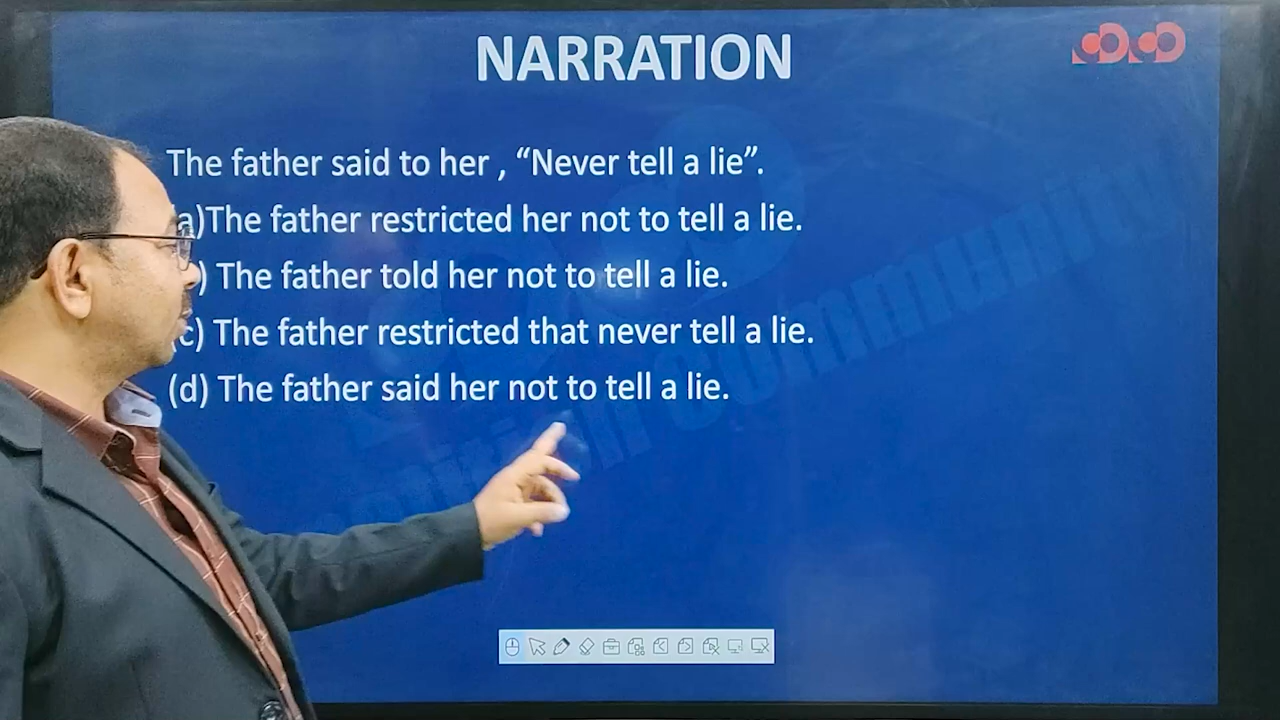 NARRATION
The father said to her , “Never tell a lie”.
a)The father restricted her not to tell a lie.
) The father told her not to tell a lie.
(c) The father restricted that never tell a lie.
(d) The father said her not to tell a lie.
community